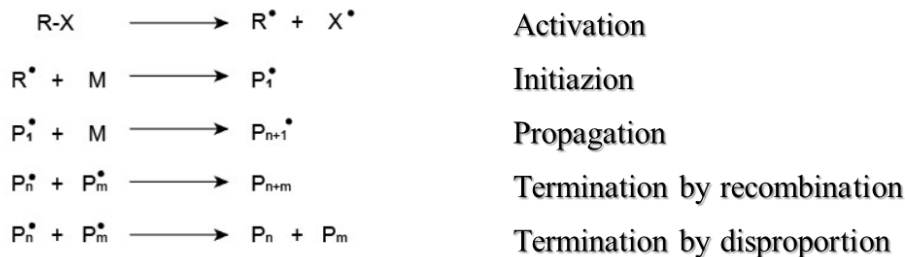 R-X ⟶ R• + X• Activation
R• + M ⟶ P₁• Initiazion
P₁• + M ⟶ Pₙ₊₁• Propagation
Pₙ• + Pₘ• ⟶ Pₙ₊ₘ Termination by recombination
Pₙ• + Pₘ• ⟶ Pₙ + Pₘ Termination by disproportion